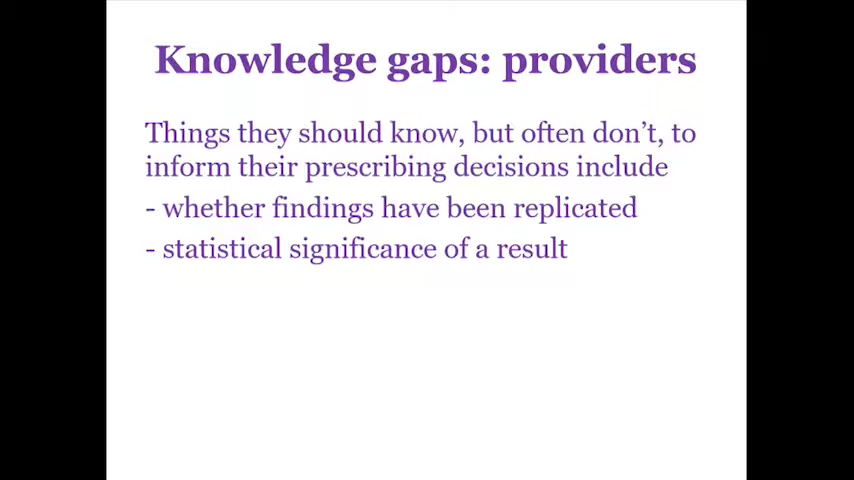 Knowledge gaps: providers
Things they should know, but often don’t, to
inform their prescribing decisions include
- whether findings have been replicated
- statistical significance of a result